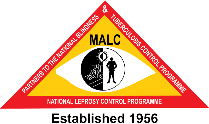 PARTNERS TO THE NATIONAL BLINDNESS
&
TUBERCULOSIS CONTROL PROGRAMME
MALC
NATIONAL LEPROSY CONTROL PROGRAMME
Established 1956